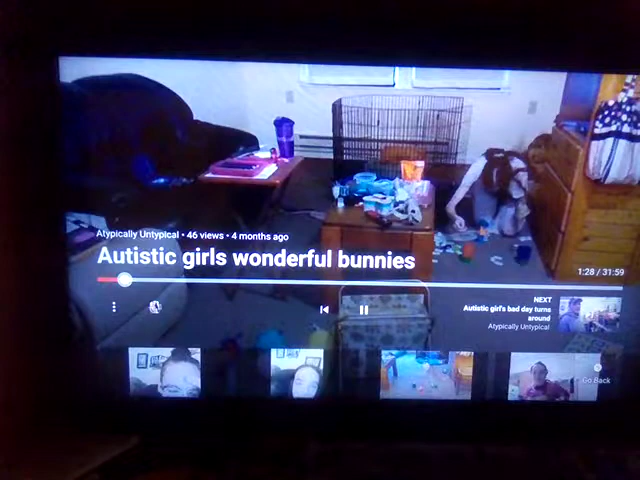 Atypically Untypical • 46 views • 4 months ago
Autistic girls wonderful bunnies
1:28 / 31:59
NEXT
Autistic girl's bad day turns
around
Atypically Untypical
Go Back